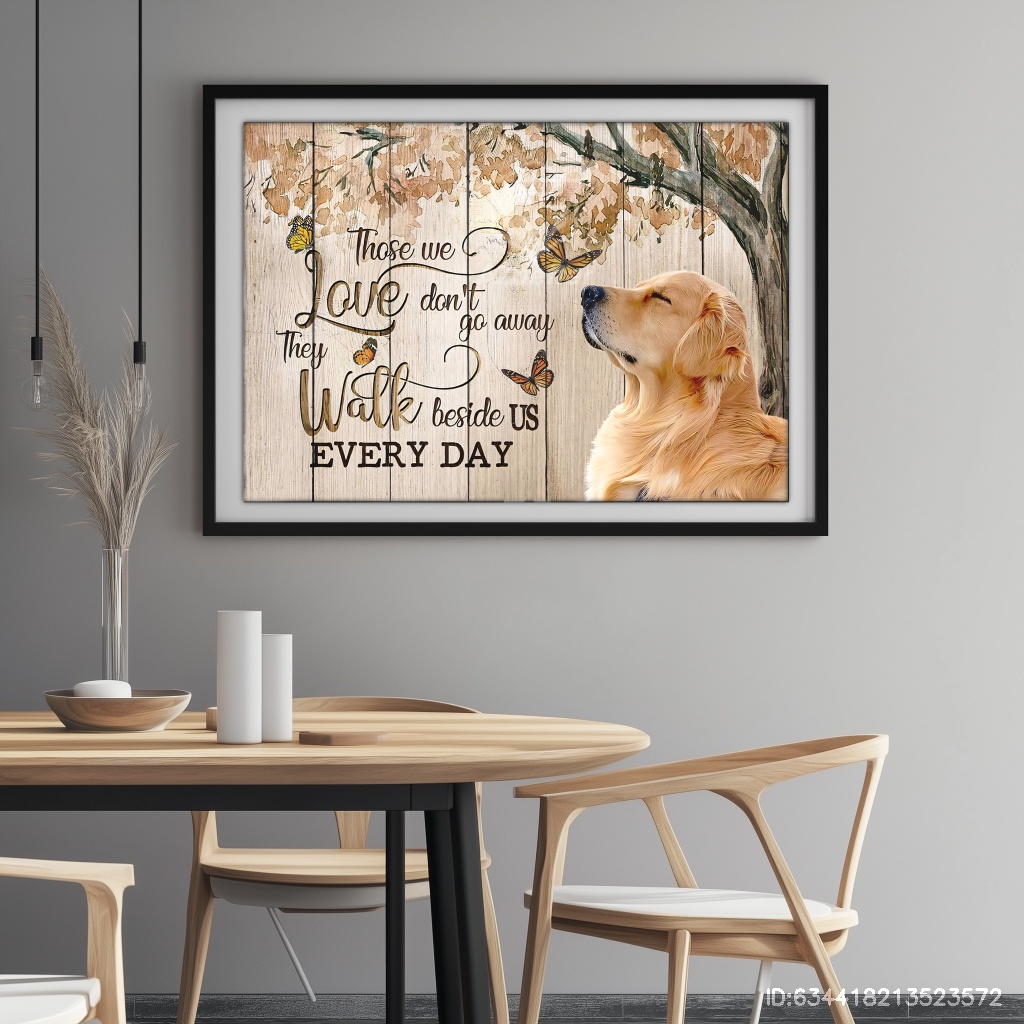 Those we
Love don't
go away
They
Walk beside US
EVERY DAY
ID:634418213523572